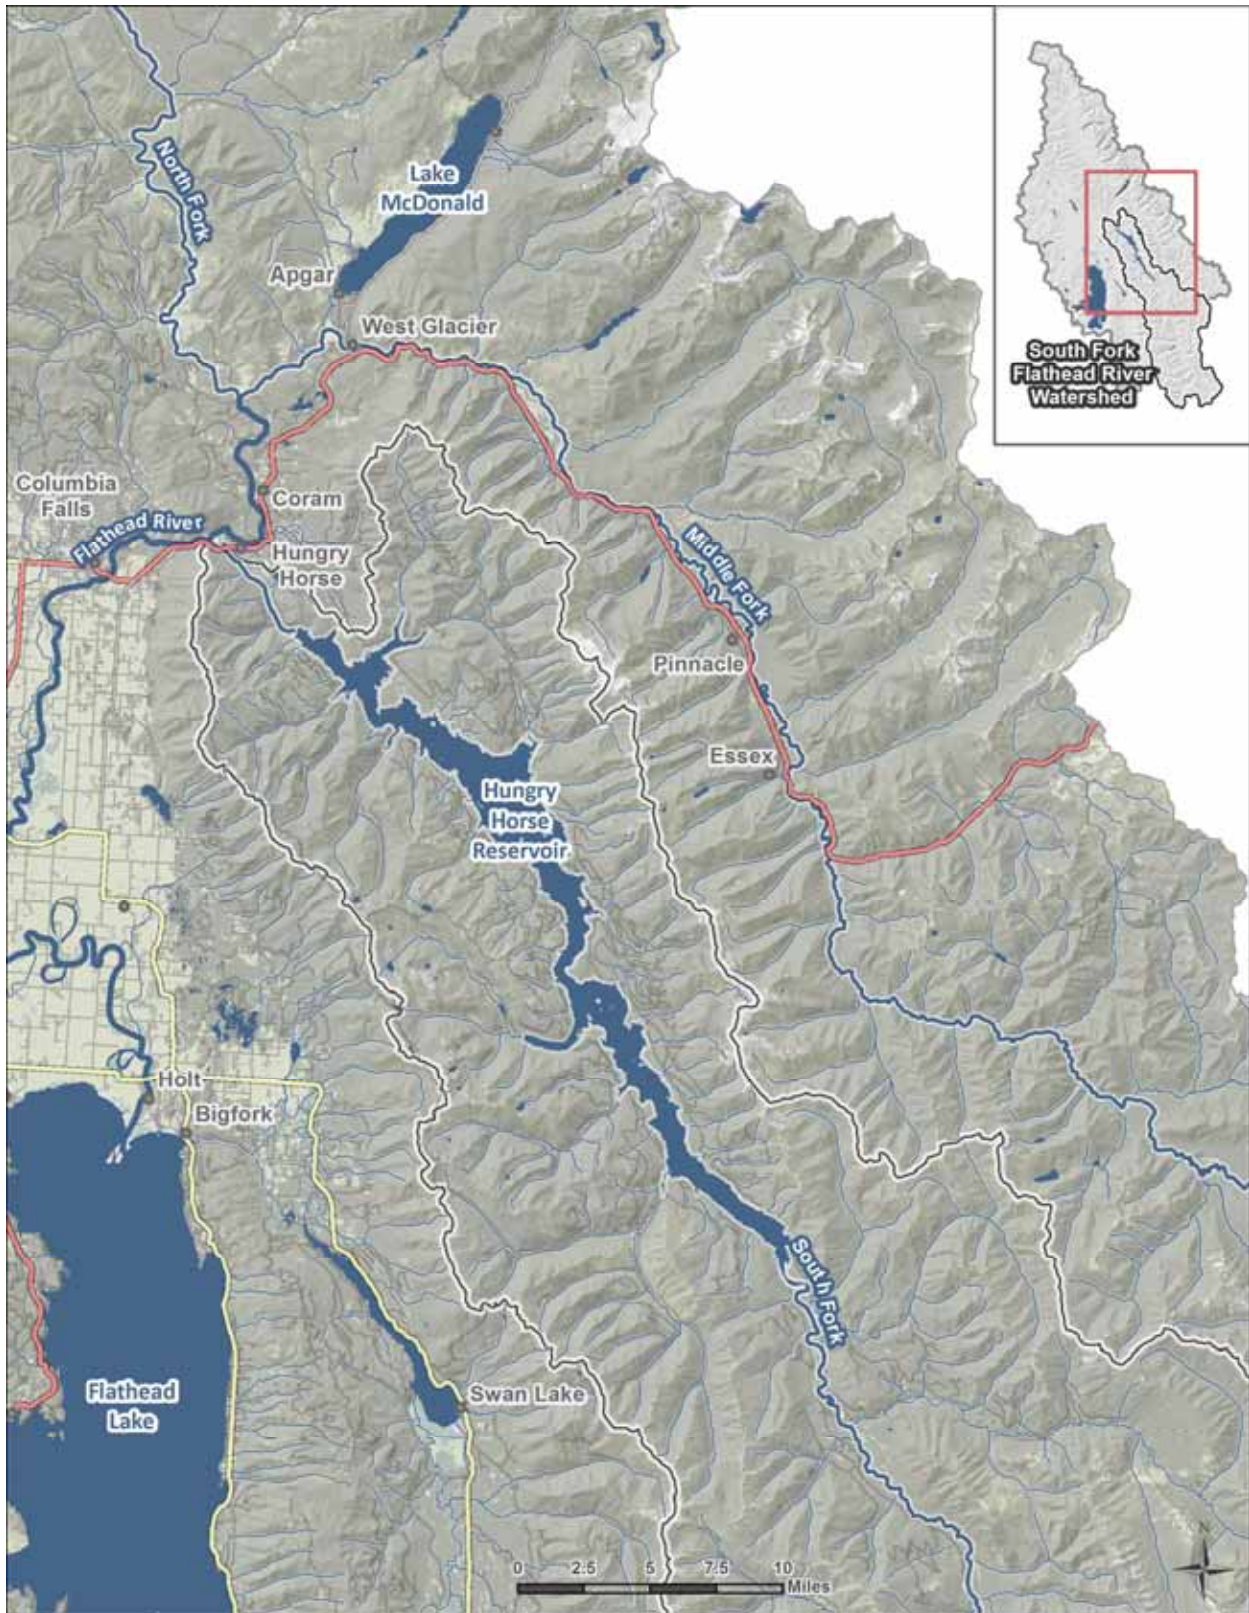 North Fork
Lake
McDonald
Apgar
West Glacier
South Fork
Flathead River
Watershed
Columbia
Falls
Coram
Flathead River
Hungry
Horse
Middle Fork
Pinnacle
Essex
Hungry
Horse
Reservoir
Holt
Bigfork
South Fork
Flathead
Lake
Swan Lake
N
0 2.5 5 7.5 10
Miles